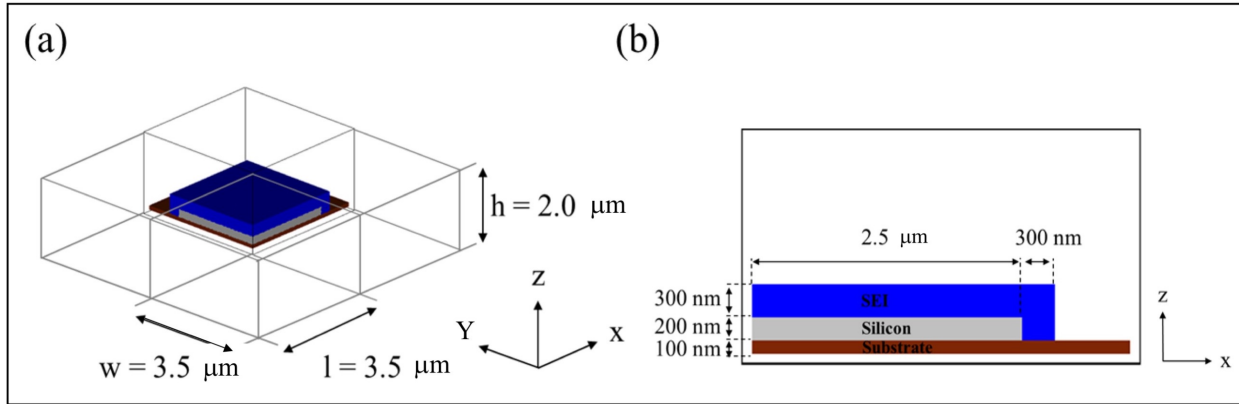 (a)
h = 2.0 μm
w = 3.5 μm
l = 3.5 μm
z
Y
x
(b)
2.5 μm
300 nm
300 nm
200 nm
100 nm
SEI
Silicon
Substrate
z
x